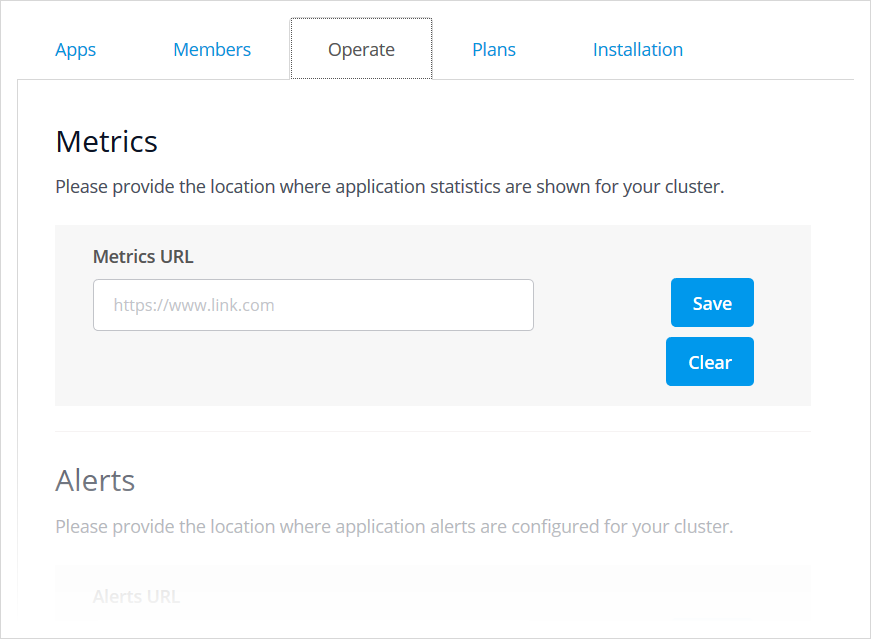 Apps Members Operate Plans Installation
Metrics
Please provide the location where application statistics are shown for your cluster.
Metrics URL
https://www.link.com
Save
Clear
Alerts
Please provide the location where application alerts are configured for your cluster.
Alerts URL